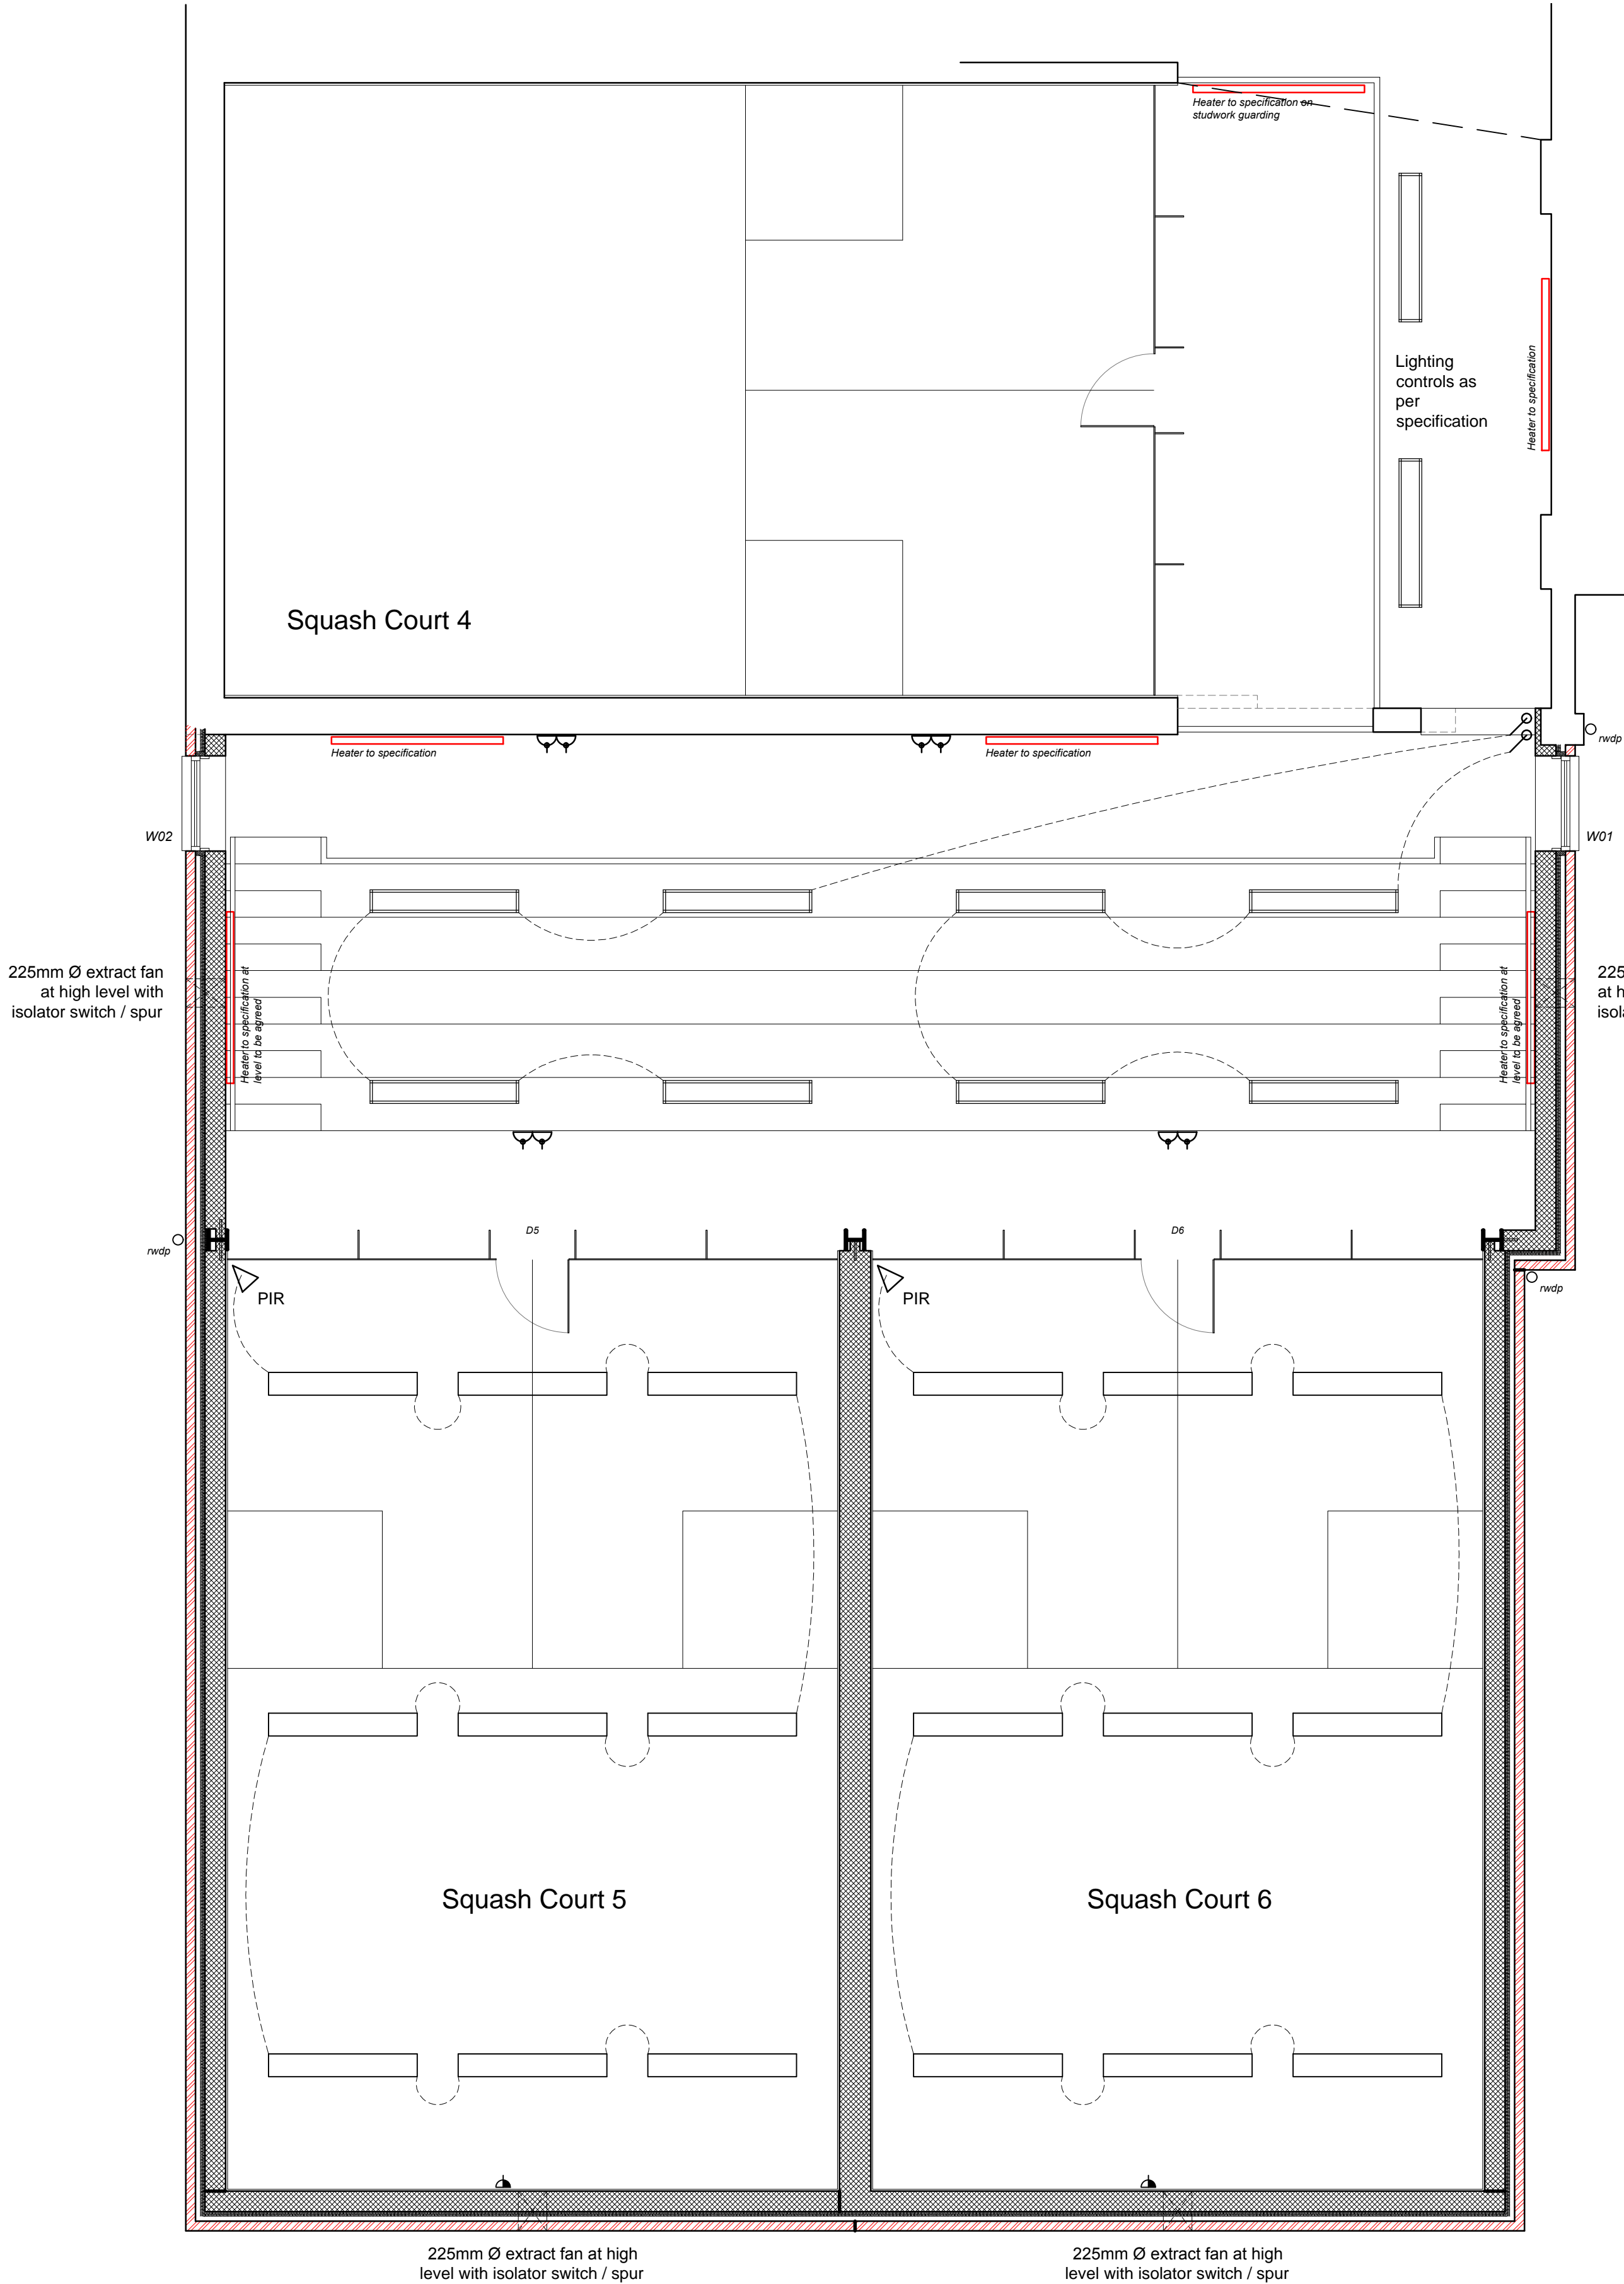 Heater to specification on
studwork guarding
Lighting
controls as
per
specification
Heater to specification
Squash Court 4
rwdp
Heater to specification
Heater to specification
W02
W01
225mm Ø extract fan
at high level with
isolator switch / spur
Heater to specification at
level to be agreed
Heater to specification at
level to be agreed
225
at h
isola
D5
D6
rwdp
rwdp
PIR
PIR
Squash Court 5
Squash Court 6
225mm Ø extract fan at high
level with isolator switch / spur
225mm Ø extract fan at high
level with isolator switch / spur